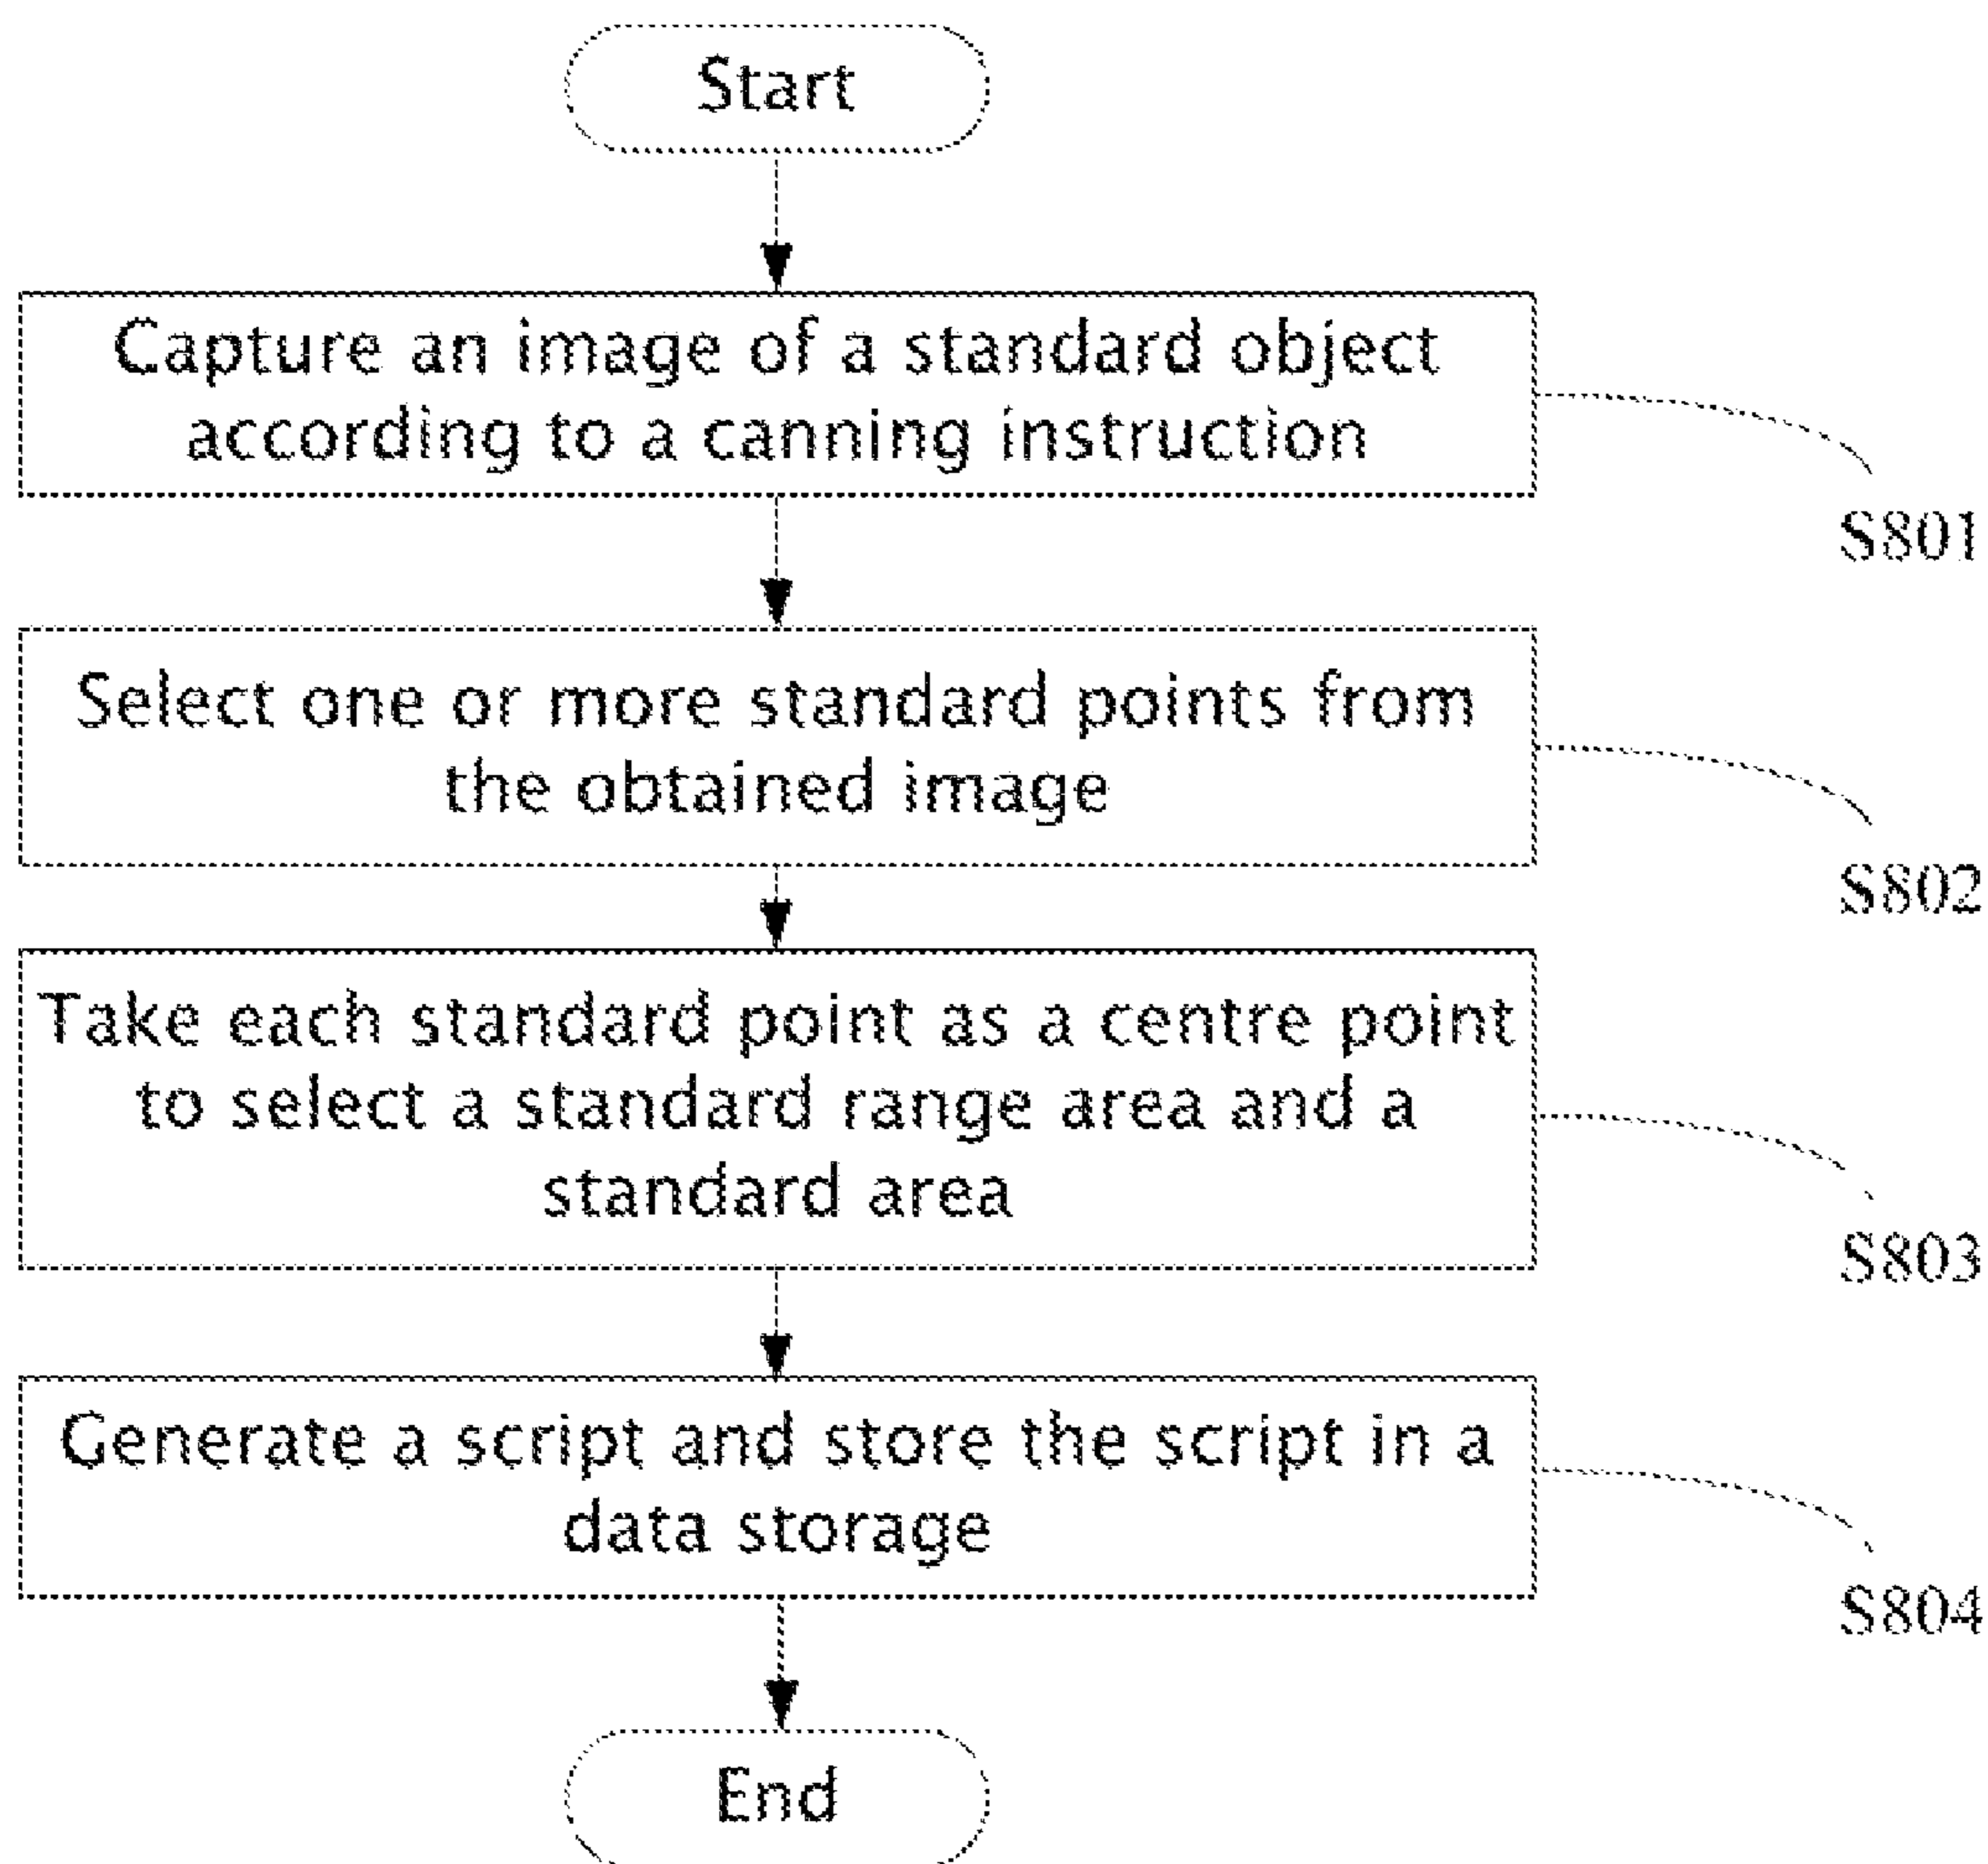 Start
Capture an image of a standard object
according to a canning instruction
S801
Select one or more standard points from
the obtained image
S802
Take each standard point as a centre point
to select a standard range area and a
standard area
S803
Generate a script and store the script in a
data storage
S804
End